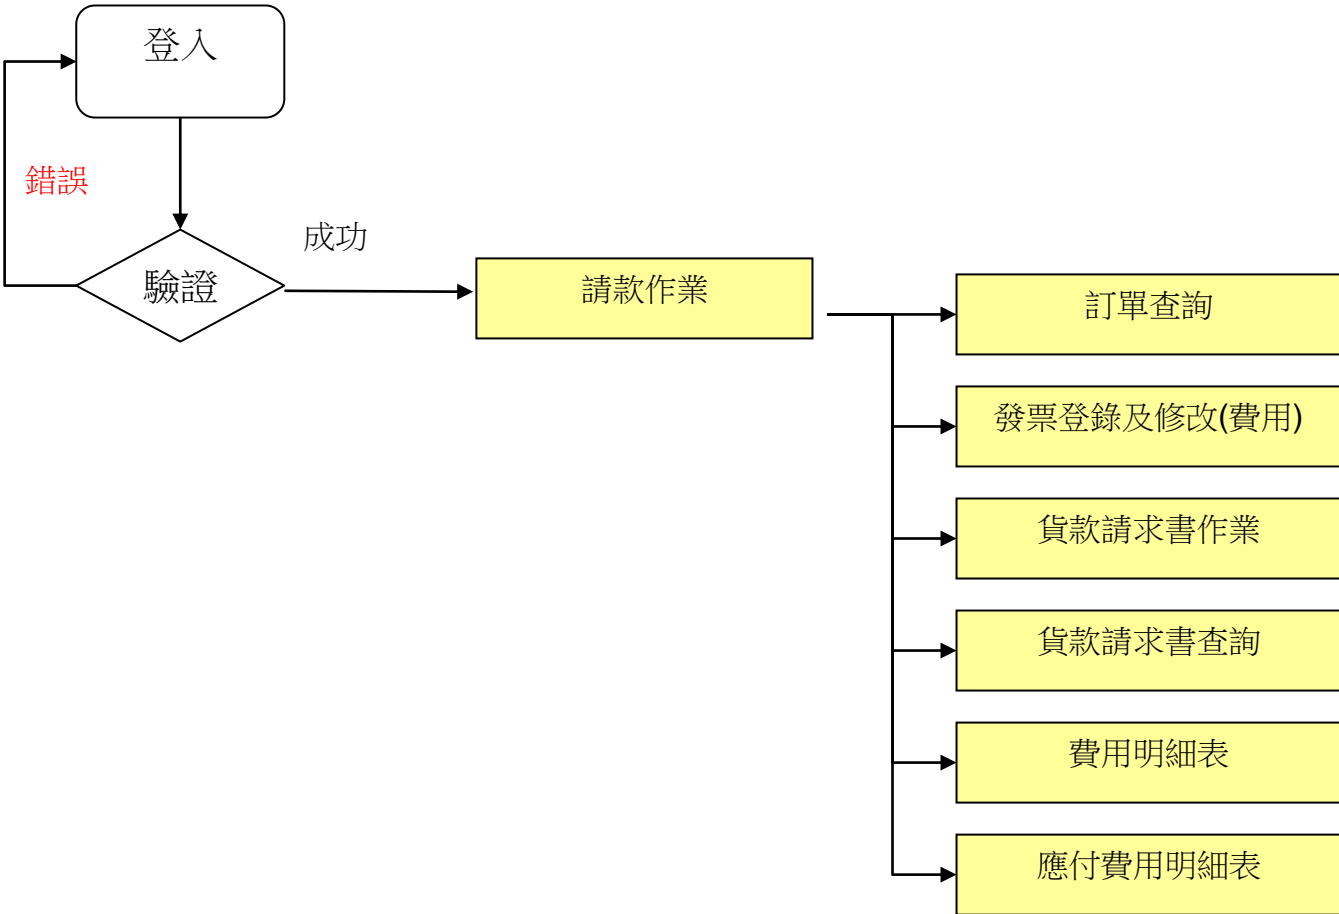 登入
錯誤
驗證
成功
請款作業
訂單查詢
發票登錄及修改(費用)
貨款請求書作業
貨款請求書查詢
費用明細表
應付費用明細表